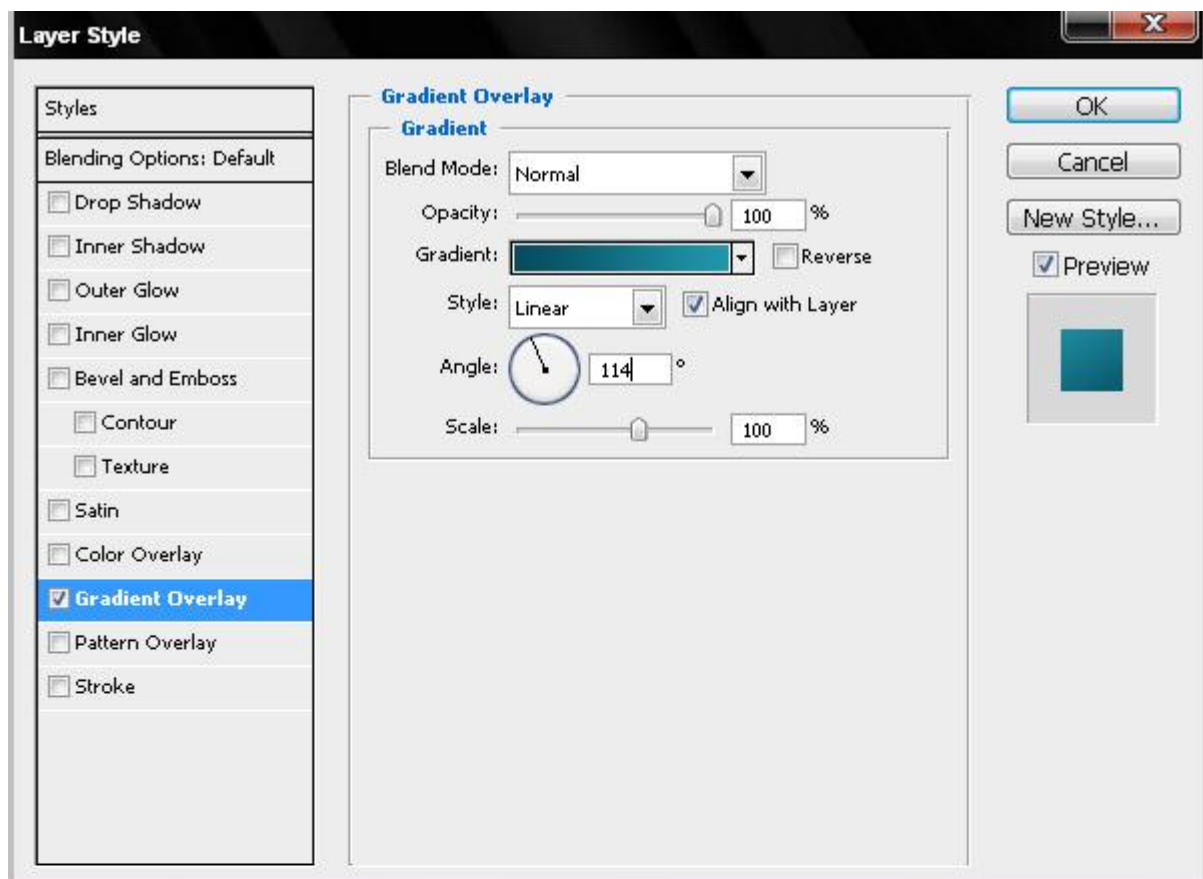 Layer Style
Styles
Blending Options: Default
Drop Shadow
Inner Shadow
Outer Glow
Inner Glow
Bevel and Emboss
Contour
Texture
Satin
Color Overlay
Gradient Overlay
Pattern Overlay
Stroke
Gradient Overlay
Gradient
Blend Mode: Normal
Opacity: 100 %
Gradient: Reverse
Style: Linear Align with Layer
Angle: 114 °
Scale: 100 %
OK
Cancel
New Style...
Preview